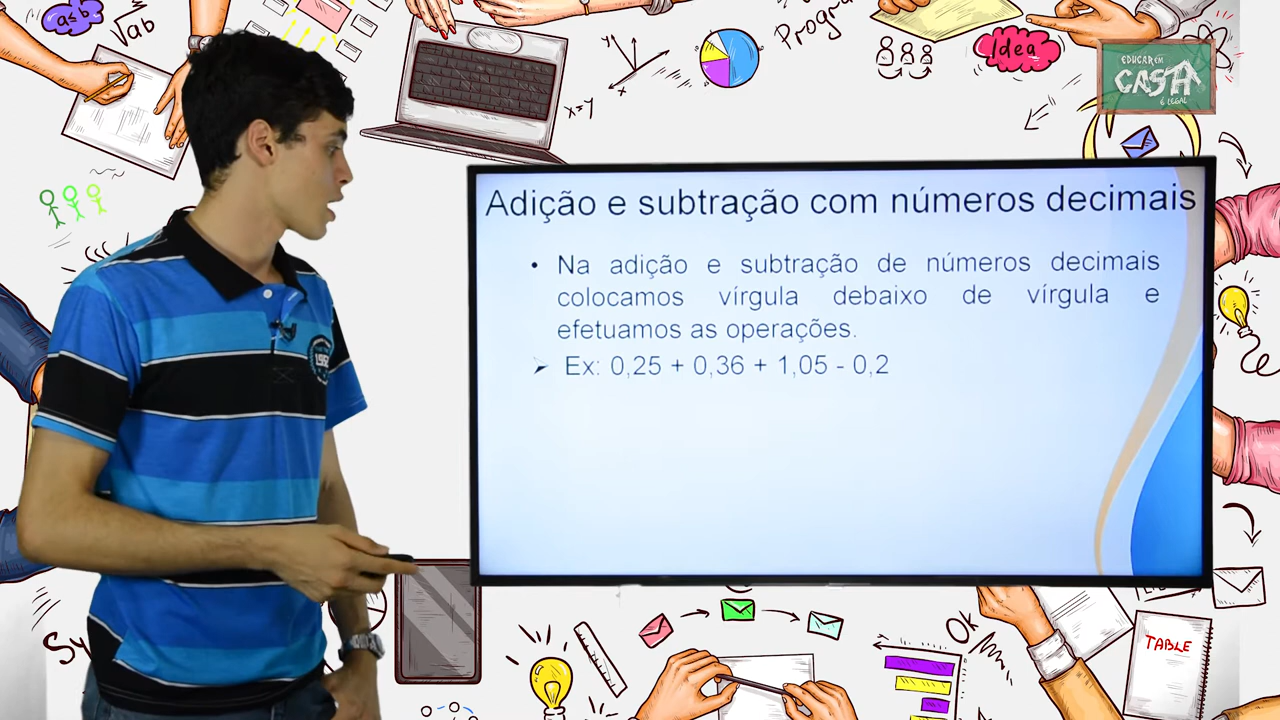 a≤b
√ab
y
x
x=y
Idea
EDUCAR EM
CASA
É LEGAL
Adição e subtração com números decimais
• Na adição e subtração de números decimais
colocamos vírgula debaixo de vírgula e
efetuamos as operações.
➤ Ex: 0,25 + 0,36 + 1,05 - 0,2
Ok
TABLE